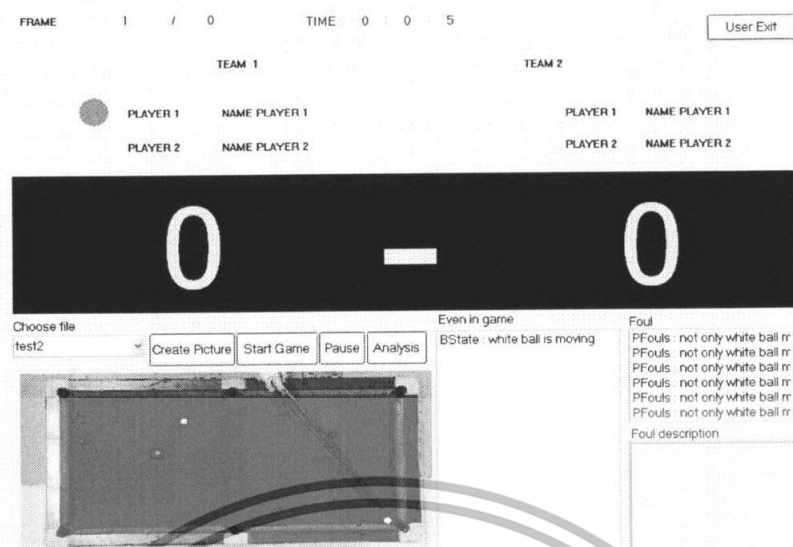 FRAME 1 / 0 TIME : 0 : 0 : 5 User Exit
TEAM 1 TEAM 2
PLAYER 1 NAME PLAYER 1 PLAYER 1 NAME PLAYER 1
PLAYER 2 NAME PLAYER 2 PLAYER 2 NAME PLAYER 2
0 - 0
Choose file
test2
Create Picture Start Game Pause Analysis
Even in game
BState : white ball is moving
Foul
PFouls : not only white ball m
PFouls : not only white ball m
PFouls : not only white ball m
PFouls : not only white ball m
PFouls : not only white ball m
PFouls : not only white ball m
Foul description